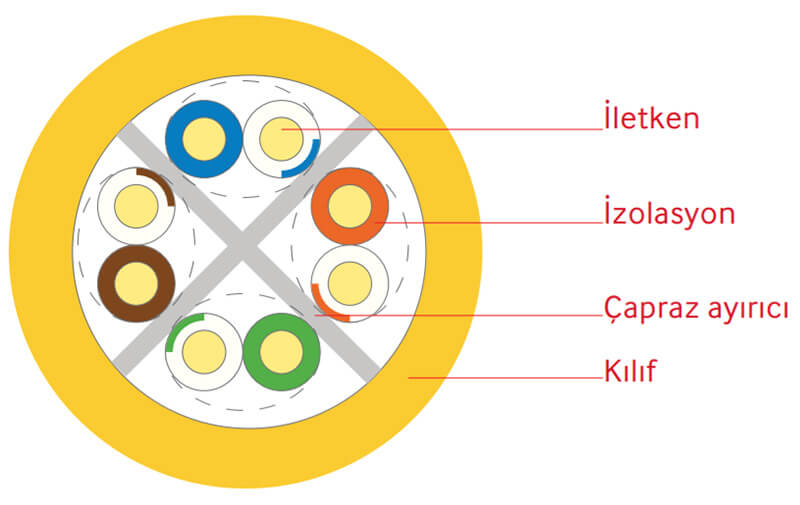 İletken
İzolasyon
Çapraz ayırıcı
Kılıf